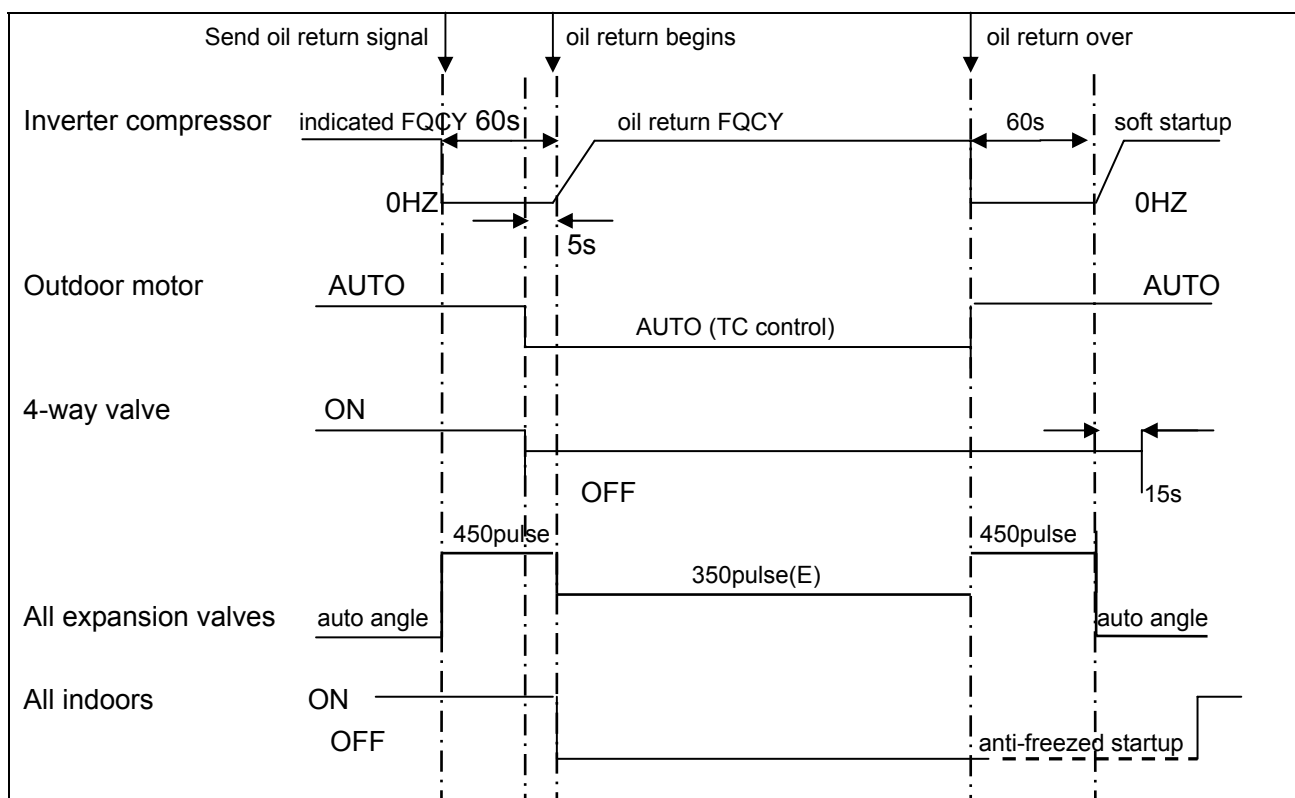 Send oil return signal
oil return begins
oil return over
Inverter compressor
indicated FQCY 60s
oil return FQCY
60s
soft startup
0HZ
0HZ
5s
Outdoor motor
AUTO
AUTO
AUTO (TC control)
4-way valve
ON
OFF
15s
450pulse
450pulse
350pulse(E)
All expansion valves
auto angle
auto angle
All indoors
ON
OFF
anti-freezed startup